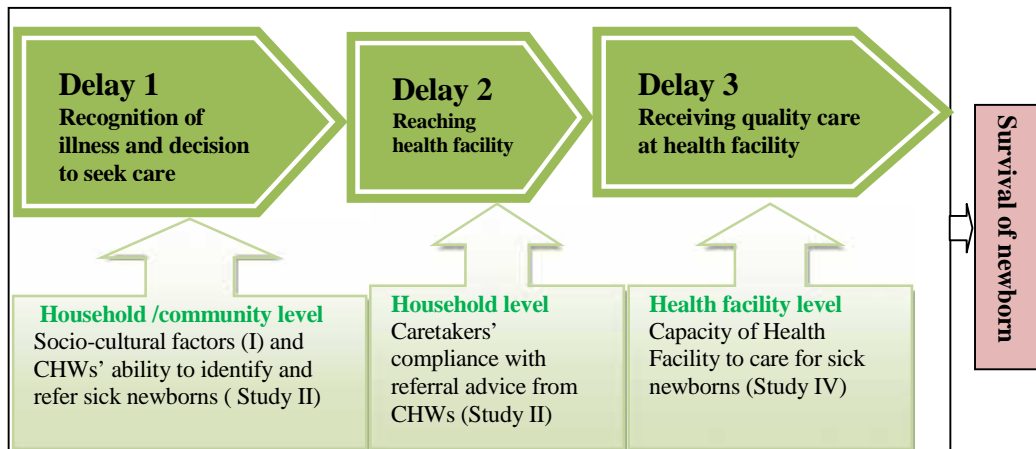 Delay 1
Recognition of
illness and decision
to seek care
Delay 2
Reaching
health facility
Delay 3
Receiving quality care
at health facility
Household /community level
Socio-cultural factors (I) and
CHWs’ ability to identify and
refer sick newborns ( Study II)
Household level
Caretakers’
compliance with
referral advice from
CHWs (Study II)
Health facility level
Capacity of Health
Facility to care for sick
newborns (Study IV)
Survival of newborn